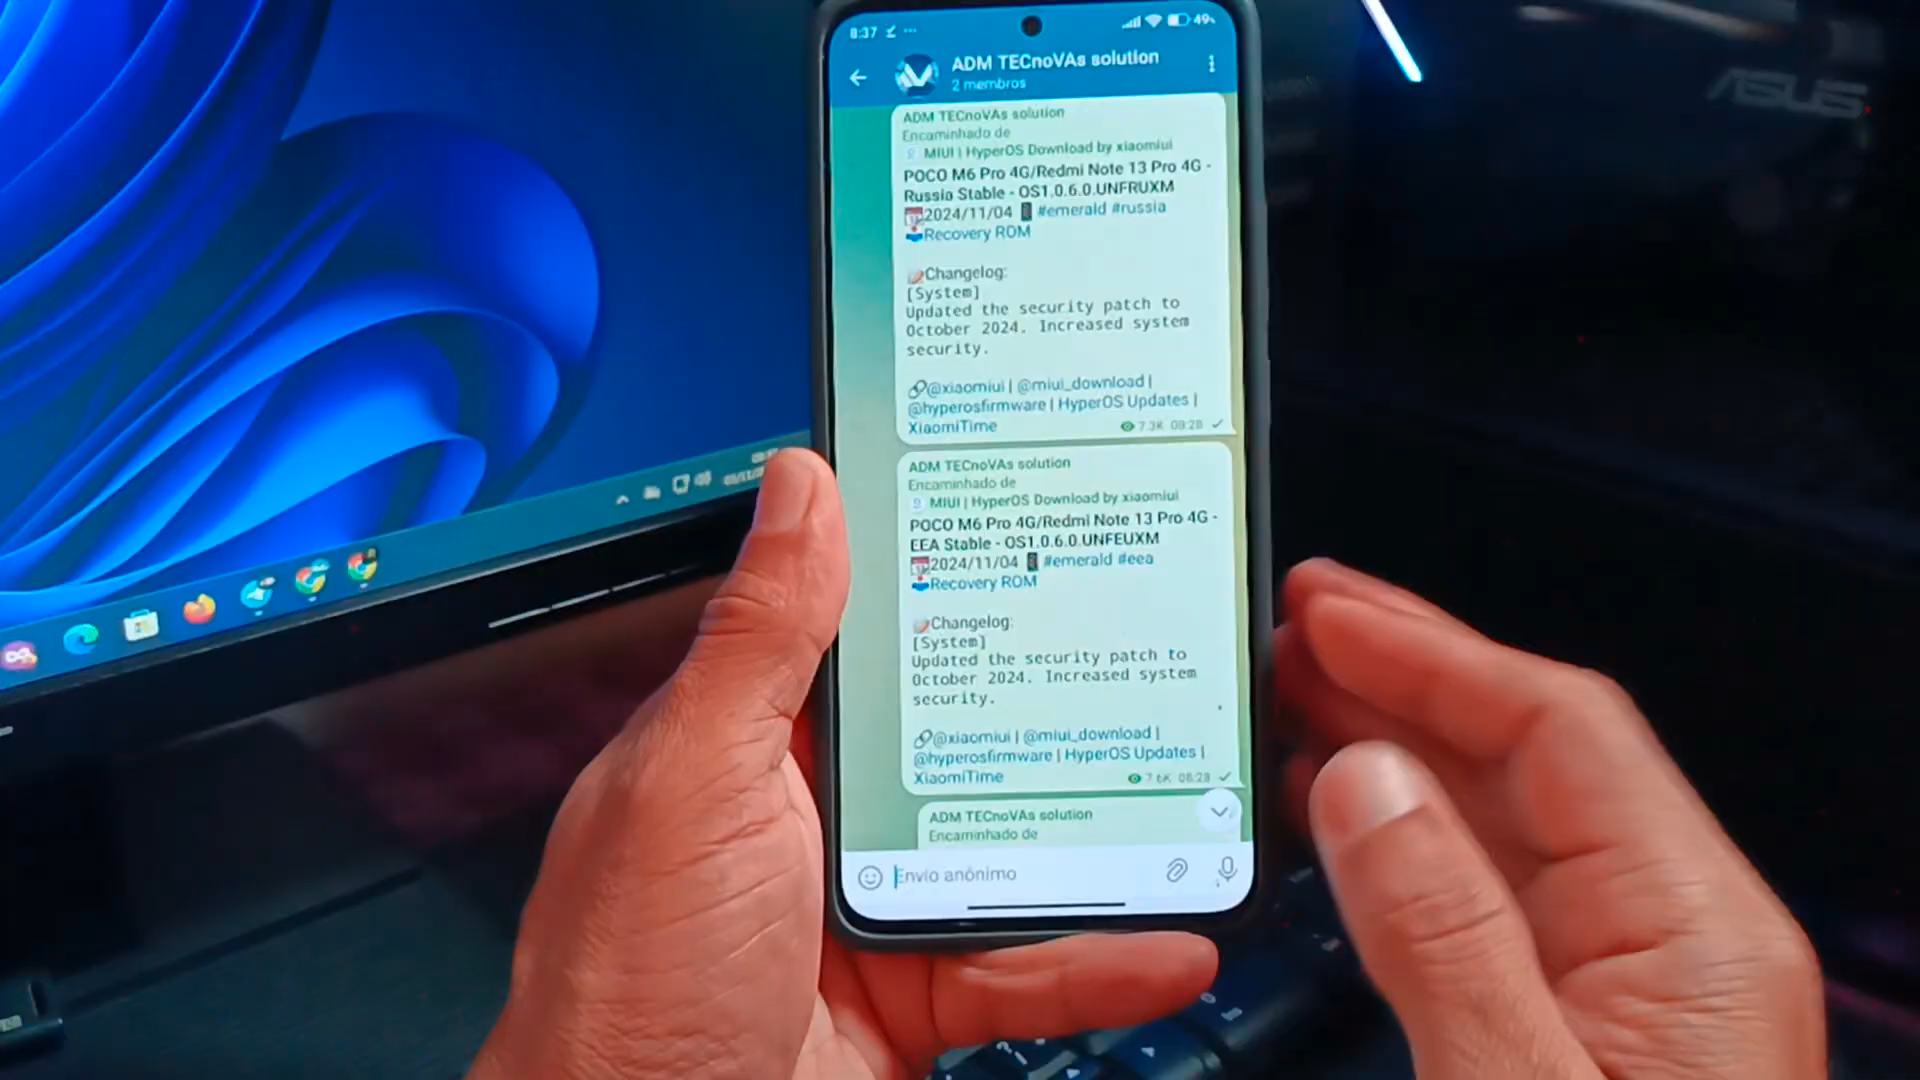 8:37
49
ADM TECnoVAs solution
2 membros
ADM TECnoVAs solution
Encaminhado de
MIUI | HyperOS Download by xiaomiui
POCO M6 Pro 4G/Redmi Note 13 Pro 4G -
Russia Stable - OS1.0.6.0.UNFRUXM
2024/11/04 #emerald #russia
Recovery ROM
Changelog:
[System]
Updated the security patch to
October 2024. Increased system
security.
@xiaomiui | @miui_download |
@hyperosfirmware | HyperOS Updates |
XiaomiTime
7.3K 08:28
ADM TECnoVAs solution
Encaminhado de
MIUI | HyperOS Download by xiaomiui
POCO M6 Pro 4G/Redmi Note 13 Pro 4G -
EEA Stable - OS1.0.6.0.UNFEUXM
2024/11/04 #emerald #eea
Recovery ROM
Changelog:
[System]
Updated the security patch to
October 2024. Increased system
security.
@xiaomiui | @miui_download |
@hyperosfirmware | HyperOS Updates |
XiaomiTime
7.6K 08:28
ADM TECnoVAs solution
Encaminhado de
Envio anônimo
ASUS